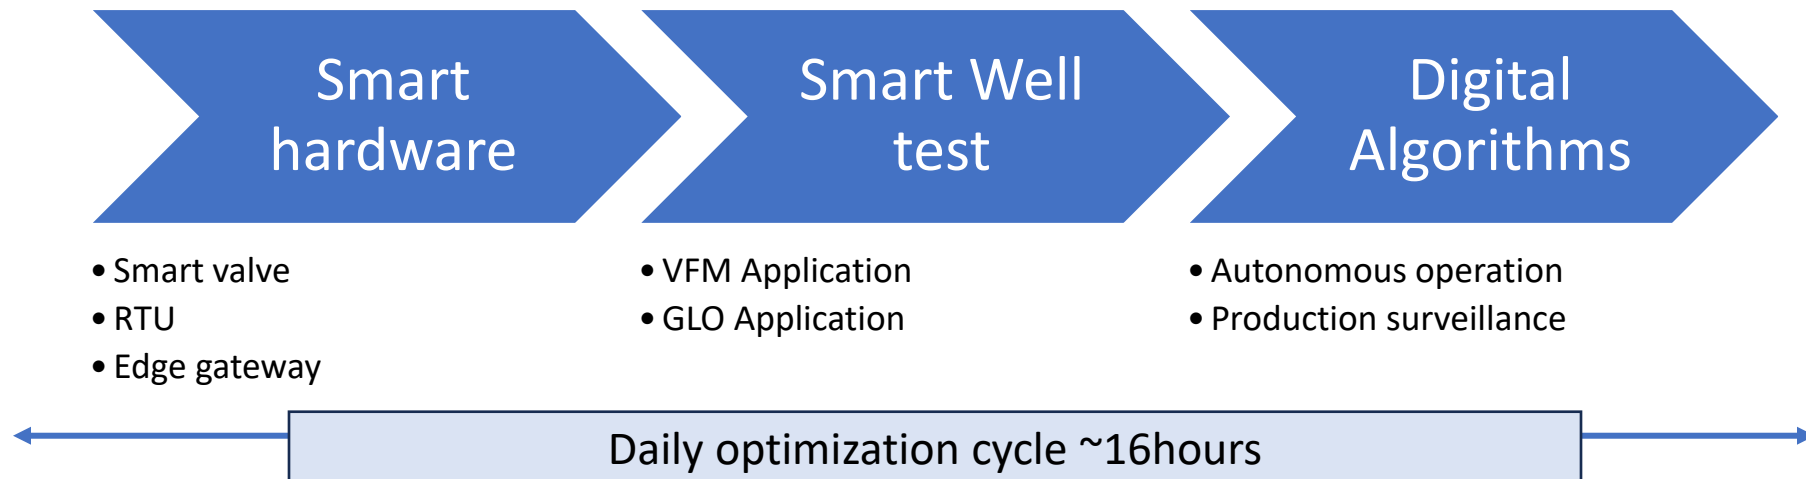 Smart
hardware
Smart Well
test
Digital
Algorithms
• Smart valve
• RTU
• Edge gateway
• VFM Application
• GLO Application
• Autonomous operation
• Production surveillance
Daily optimization cycle ~16hours